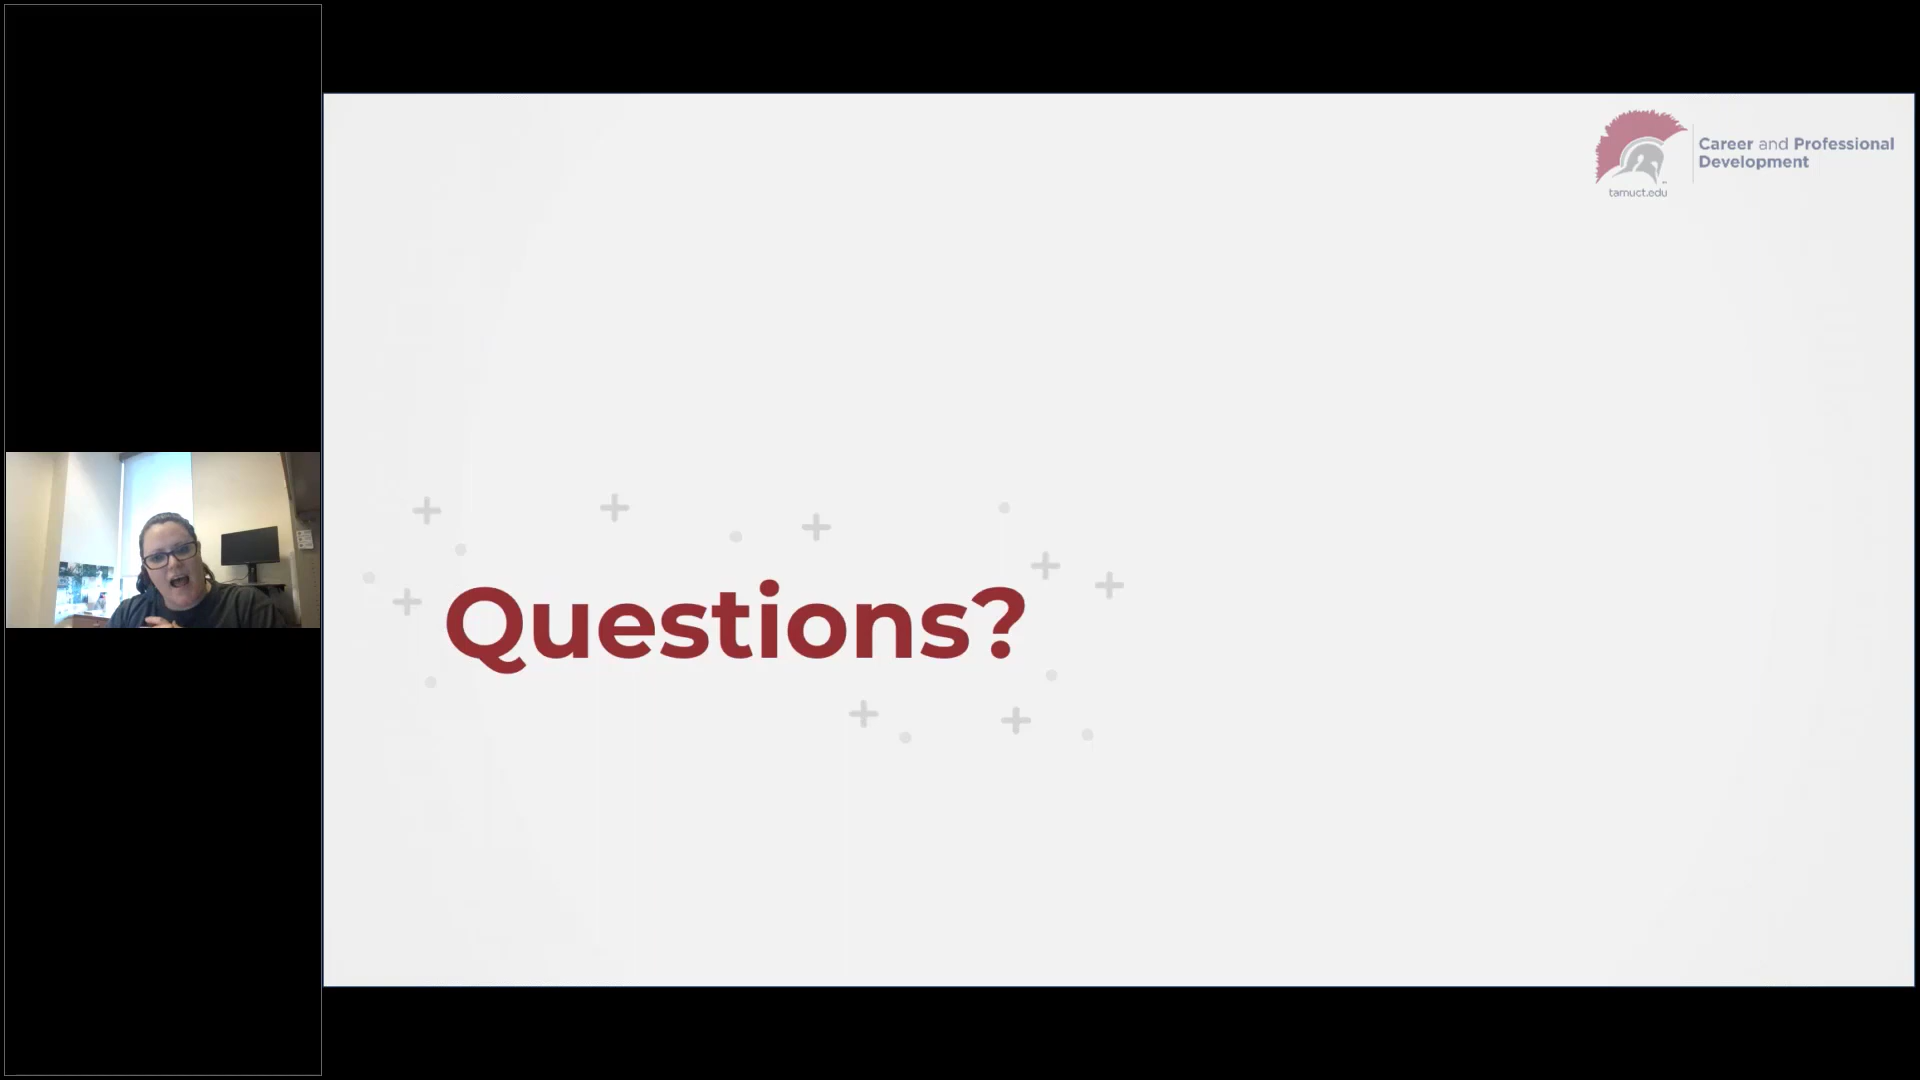 Career and Professional
Development
tamuct.edu
Questions?